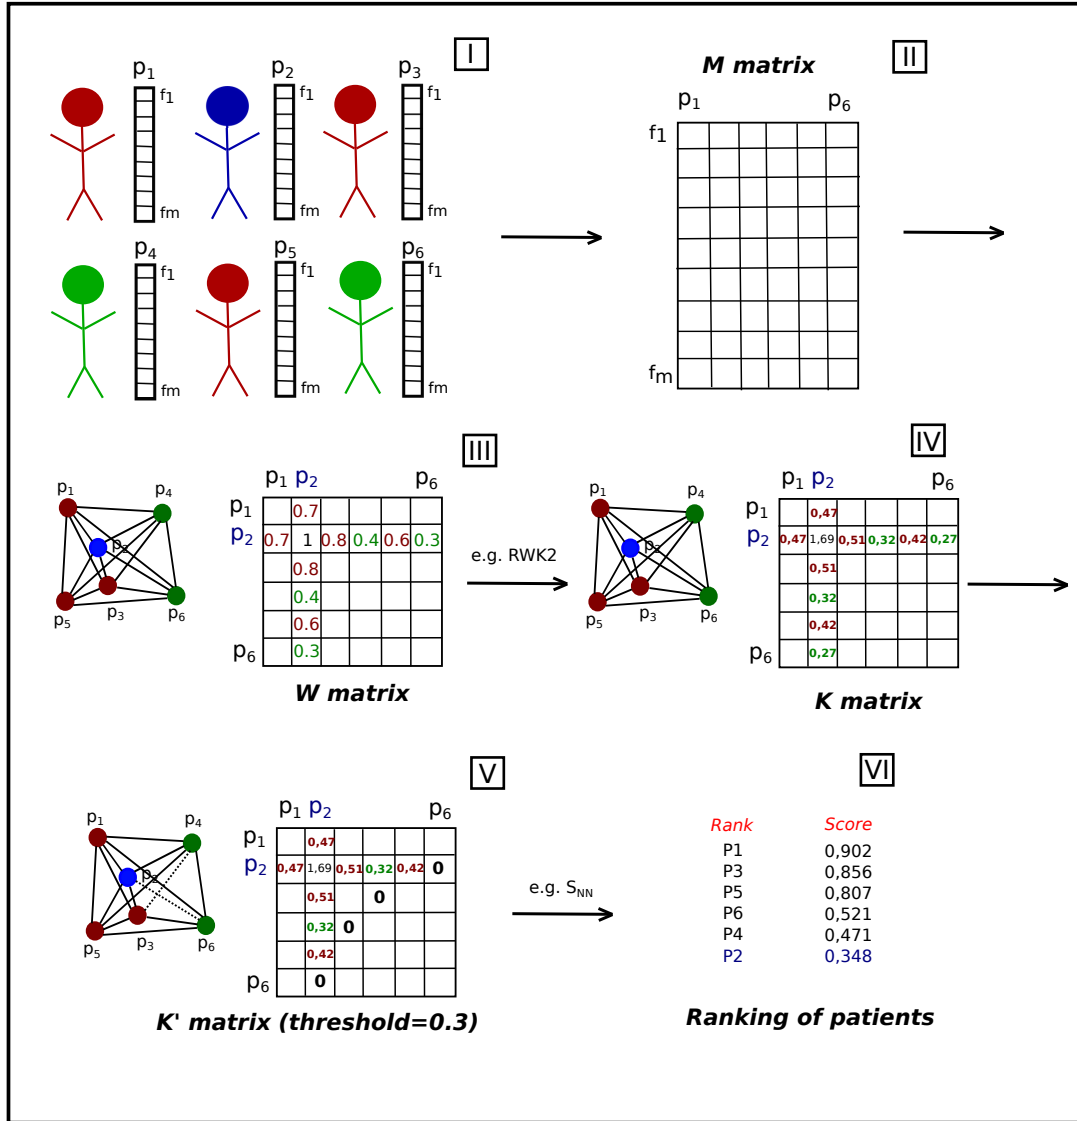 I
p1 p2 p3
f1 f1 f1
fm fm fm
p4 p5 p6
f1 f1 f1
fm fm fm
II
M matrix
p1 p6
f1
fm
III
p1 p4
p2
p5 p3 p6
p1 p2 p6
p1 0.7
p2 0.7 1 0.8 0.4 0.6 0.3
0.8
0.4
0.6
p6 0.3
W matrix
e.g. RWK2
IV
p1 p4
p2
p5 p3 p6
p1 p2 p6
p1 0,47
p2 0,47 1,69 0,51 0,32 0,42 0,27
0,51
0,32
0,42
p6 0,27
K matrix
V
p1 p4
p2
p5 p3 p6
p1 p2 p6
p1 0,47
p2 0,47 1,69 0,51 0,32 0,42 0
0,51 0
0,32 0
0,42
p6 0
K' matrix (threshold=0.3)
e.g. SNN
VI
Rank Score
P1 0,902
P3 0,856
P5 0,807
P6 0,521
P4 0,471
P2 0,348
Ranking of patients